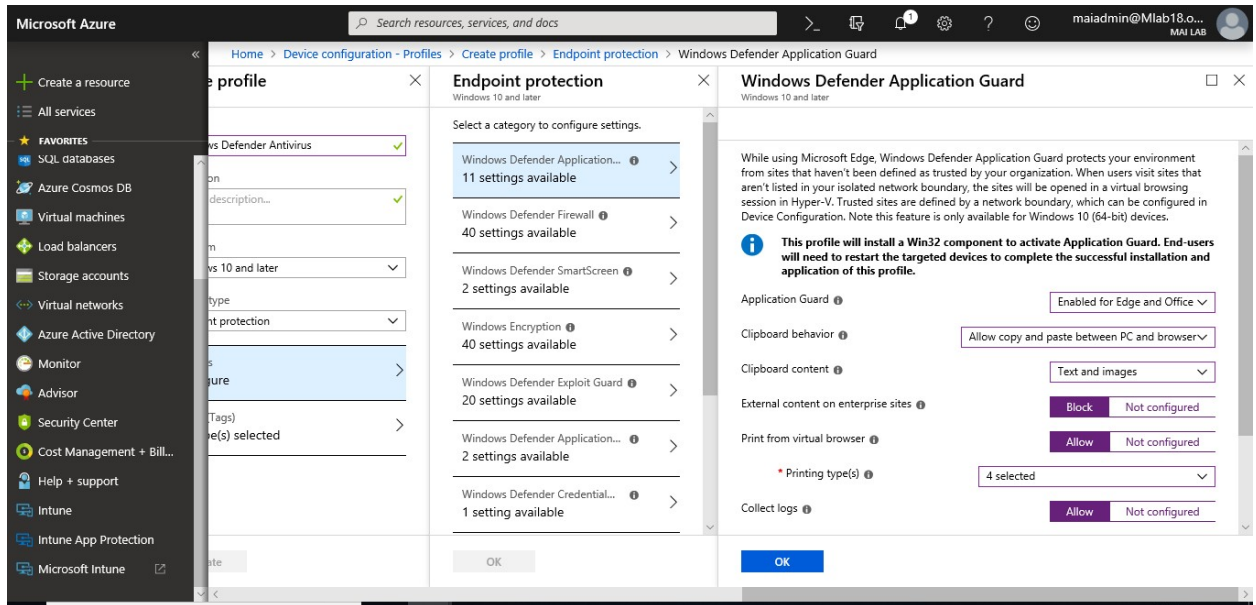 Microsoft Azure
Search resources, services, and docs
1
maiadmin@Mlab18.o...
MAI LAB
Home > Device configuration - Profiles > Create profile > Endpoint protection > Windows Defender Application Guard
Create a resource
All services
FAVORITES
SQL databases
Azure Cosmos DB
Virtual machines
Load balancers
Storage accounts
Virtual networks
Azure Active Directory
Monitor
Advisor
Security Center
Cost Management + Bill...
Help + support
Intune
Intune App Protection
Microsoft Intune
e profile
ws Defender Antivirus
on
description...
m
ws 10 and later
type
nt protection
s
gure
(Tags)
pe(s) selected
ate
Endpoint protection
Windows 10 and later
Select a category to configure settings.
Windows Defender Application...
11 settings available
Windows Defender Firewall
40 settings available
Windows Defender SmartScreen
2 settings available
Windows Encryption
40 settings available
Windows Defender Exploit Guard
20 settings available
Windows Defender Application...
2 settings available
Windows Defender Credential...
1 setting available
OK
Windows Defender Application Guard
Windows 10 and later
While using Microsoft Edge, Windows Defender Application Guard protects your environment
from sites that haven't been defined as trusted by your organization. When users visit sites that
aren't listed in your isolated network boundary, the sites will be opened in a virtual browsing
session in Hyper-V. Trusted sites are defined by a network boundary, which can be configured in
Device Configuration. Note this feature is only available for Windows 10 (64-bit) devices.
This profile will install a Win32 component to activate Application Guard. End-users
will need to restart the targeted devices to complete the successful installation and
application of this profile.
Application Guard
Enabled for Edge and Office
Clipboard behavior
Allow copy and paste between PC and browser
Clipboard content
Text and images
External content on enterprise sites
Block Not configured
Print from virtual browser
Allow Not configured
* Printing type(s)
4 selected
Collect logs
Allow Not configured
OK